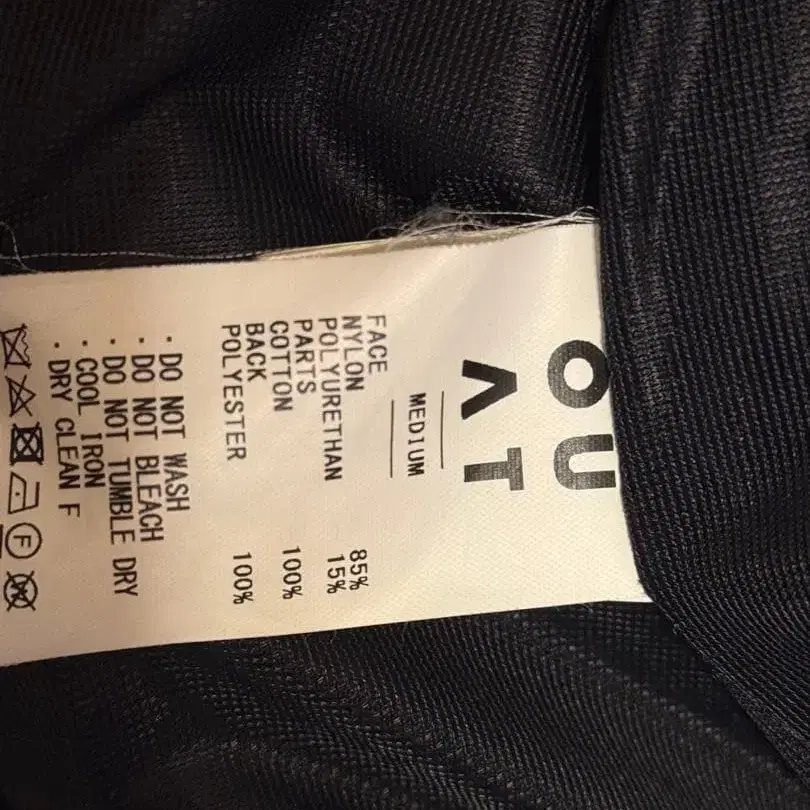 OU
ΛT
MEDIUM
FACE
NYLON 85%
POLYURETHAN 15%
PARTS
COTTON 100%
BACK
POLYESTER 100%
・DO NOT WASH
・DO NOT BLEACH
・DO NOT TUMBLE DRY
・COOL IRON
・DRY CLEAN F
F W